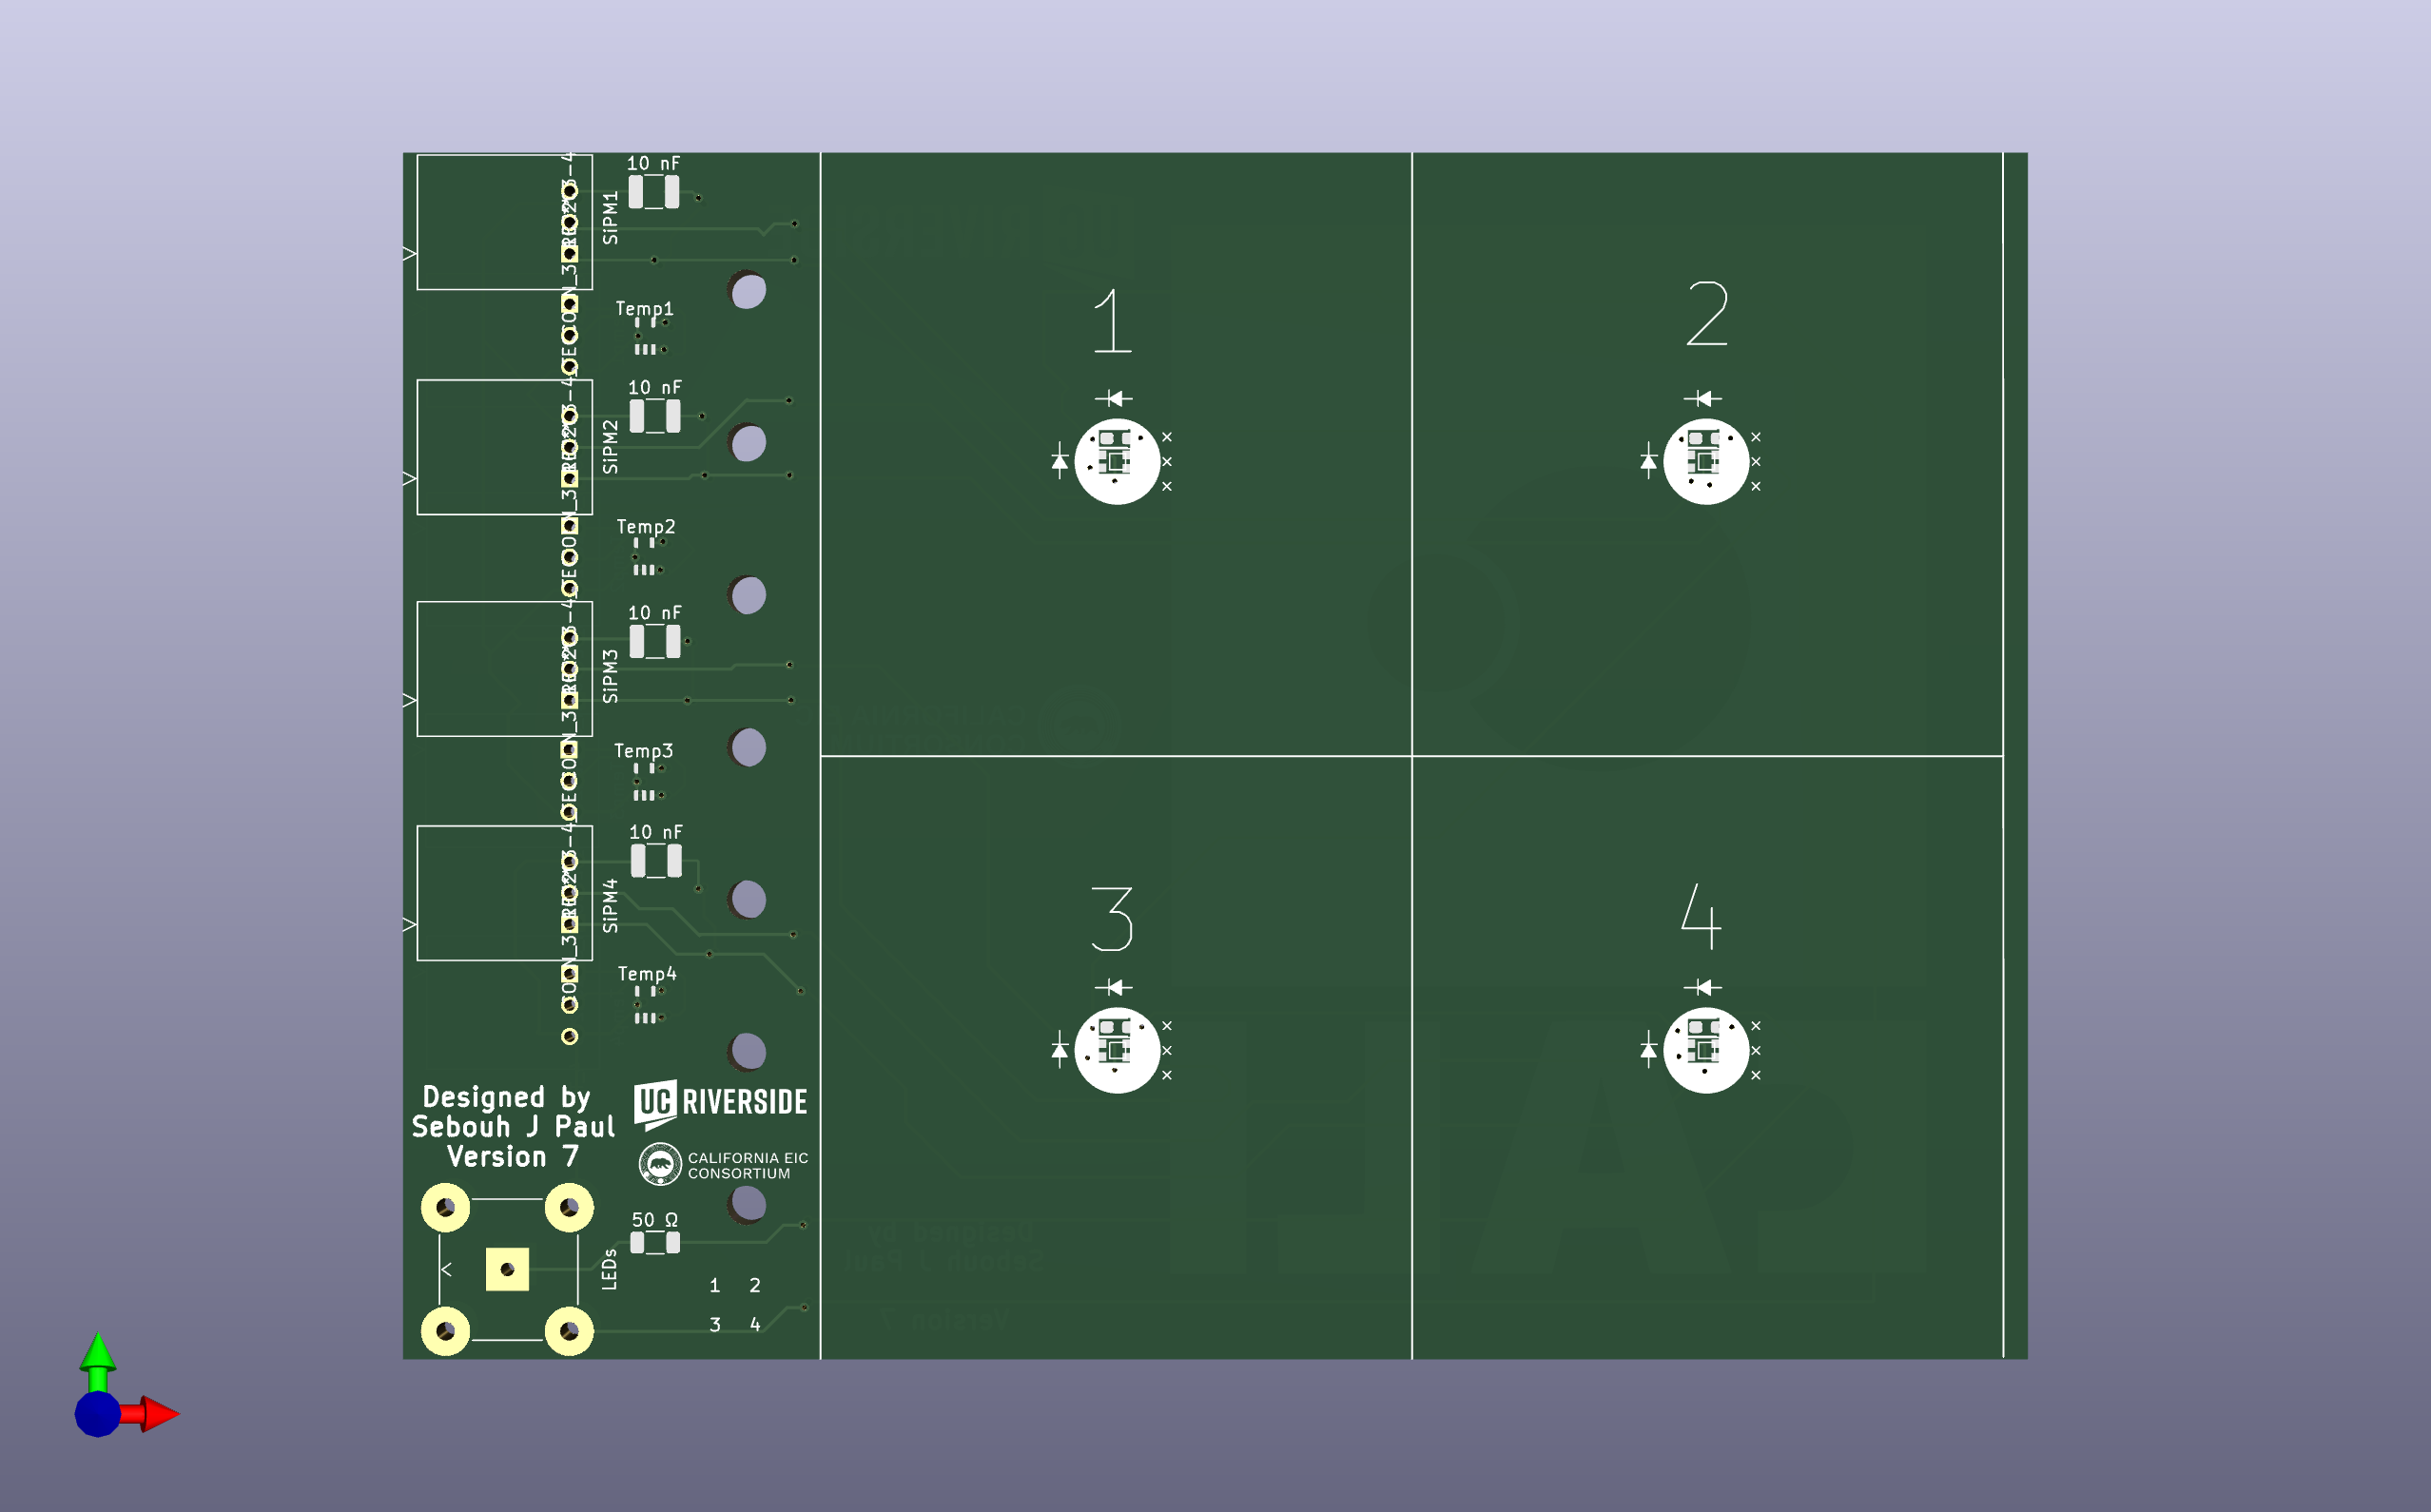 10 nF
SiPM1
Temp1
10 nF
SiPM2
Temp2
10 nF
SiPM3
Temp3
10 nF
SiPM4
Temp4
1
2
3
4
Designed by
Sebouh J Paul
Version 7
UC RIVERSIDE
CALIFORNIA EIC
CONSORTIUM
50 Ω
LEDs
1 2
3 4